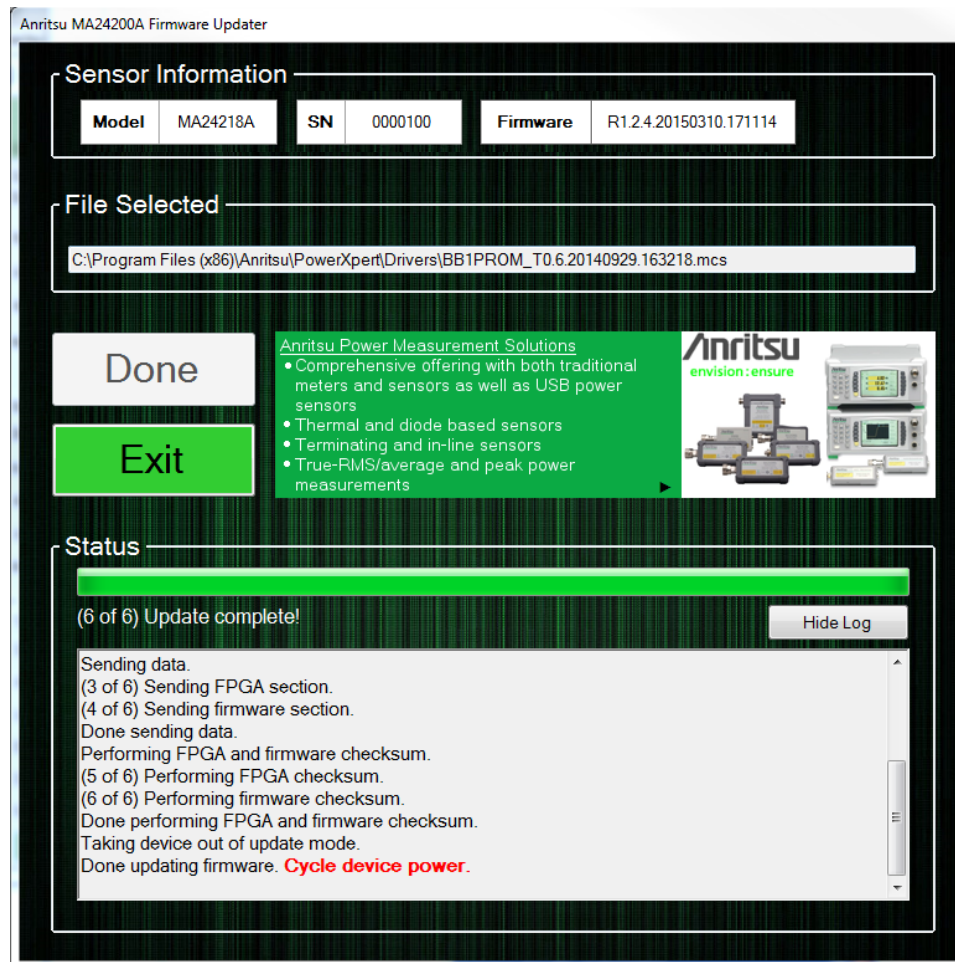 Anritsu MA24200A Firmware Updater
Sensor Information
Model MA24218A SN 0000100 Firmware R1.2.4.20150310.171114
File Selected
C:\Program Files (x86)\Anritsu\PowerXpert\Drivers\BB1PROM_T0.6.20140929.163218.mcs
Done
Exit
Anritsu Power Measurement Solutions
• Comprehensive offering with both traditional
meters and sensors as well as USB power
sensors
• Thermal and diode based sensors
• Terminating and in-line sensors
• True-RMS/average and peak power
measurements
Anritsu
envision : ensure
Status
(6 of 6) Update complete!
Hide Log
Sending data.
(3 of 6) Sending FPGA section.
(4 of 6) Sending firmware section.
Done sending data.
Performing FPGA and firmware checksum.
(5 of 6) Performing FPGA checksum.
(6 of 6) Performing firmware checksum.
Done performing FPGA and firmware checksum.
Taking device out of update mode.
Done updating firmware. Cycle device power.